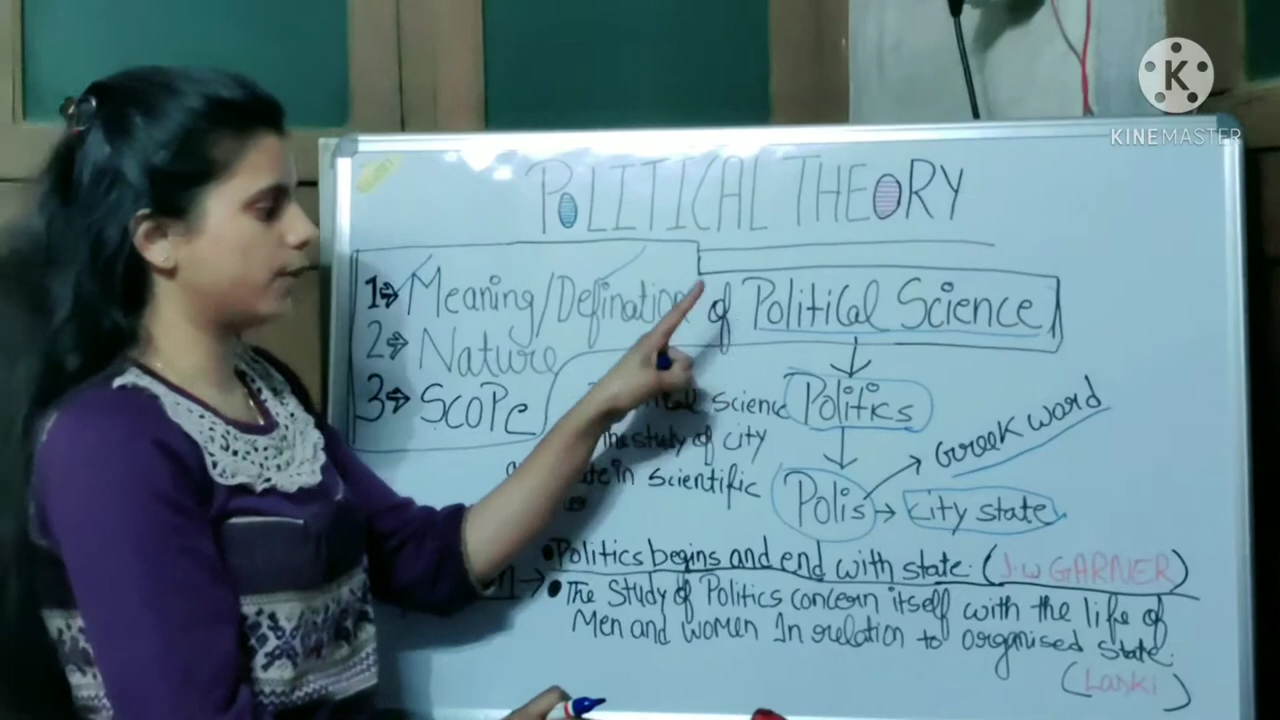 K
KINEMASTER
POLITICAL THEORY
1⇒ Meaning/Defination of Political Science
2⇒ Nature
3⇒ SCOPe
Science
the study of city
in scientific
Politics
Polis → city state
Greek word
• Politics begins and end with state. (J.W GARNER)
• The Study of Politics concern itself with the life of
Men and women In relation to organised state.
(Laski)